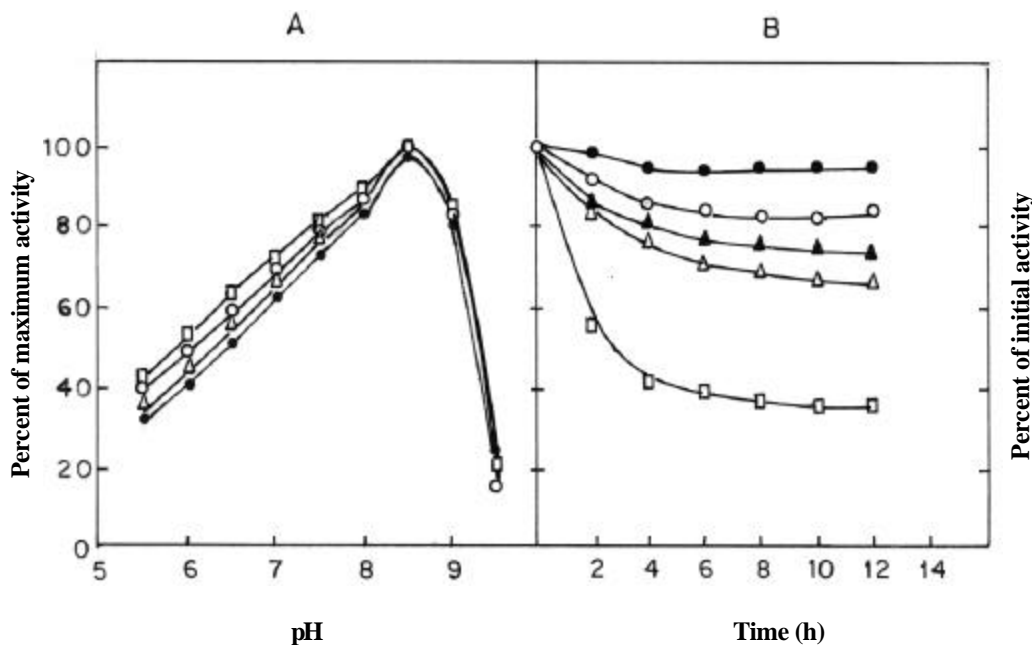 A
B
Percent of maximum activity
100
80
60
40
20
0
5 6 7 8 9
2 4 6 8 10 12 14
pH
Time (h)
Percent of initial activity